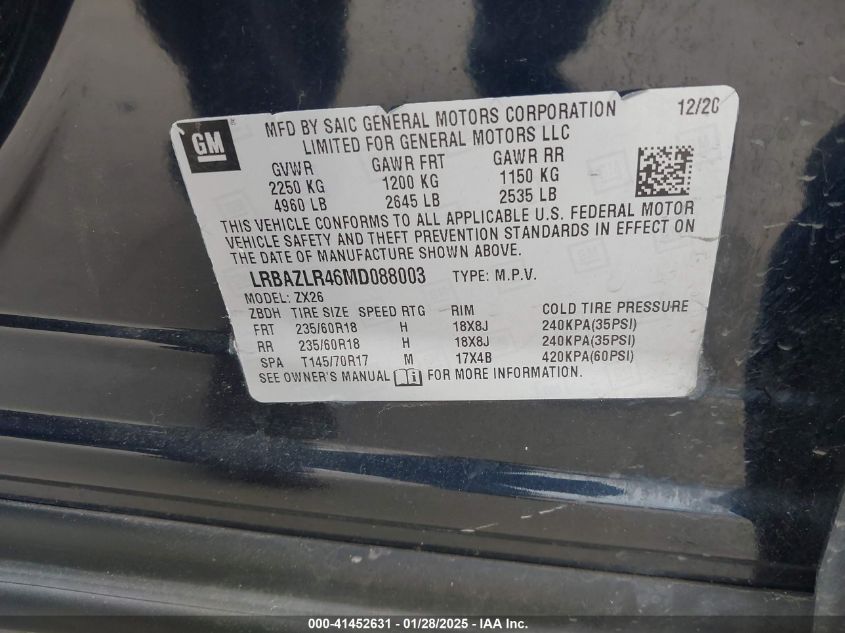 GM
MFD BY SAIC GENERAL MOTORS CORPORATION 12/20
LIMITED FOR GENERAL MOTORS LLC
GVWR GAWR FRT GAWR RR
2250 KG 1200 KG 1150 KG
4960 LB 2645 LB 2535 LB
THIS VEHICLE CONFORMS TO ALL APPLICABLE U.S. FEDERAL MOTOR
VEHICLE SAFETY AND THEFT PREVENTION STANDARDS IN EFFECT ON
THE DATE OF MANUFACTURE SHOWN ABOVE.
LRBAZLR46MD088003 TYPE: M.P.V.
MODEL: ZX26
ZBDH TIRE SIZE SPEED RTG RIM COLD TIRE PRESSURE
FRT 235/60R18 H 18X8J 240KPA(35PSI)
RR 235/60R18 H 18X8J 240KPA(35PSI)
SPA T145/70R17 M 17X4B 420KPA(60PSI)
SEE OWNER'S MANUAL FOR MORE INFORMATION.
000-41452631 - 01/28/2025 - IAA Inc.